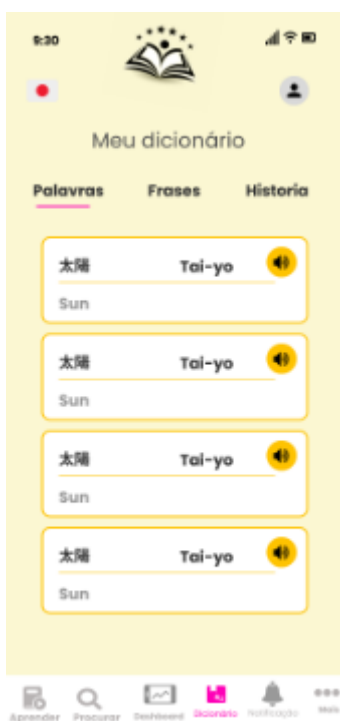 9:30
Meu dicionário
Palavras Frases Historia
太陽 Tai-yo
Sun
太陽 Tai-yo
Sun
太陽 Tai-yo
Sun
太陽 Tai-yo
Sun
Aprender Procurar Dashboard Dicionário Notificação Mais